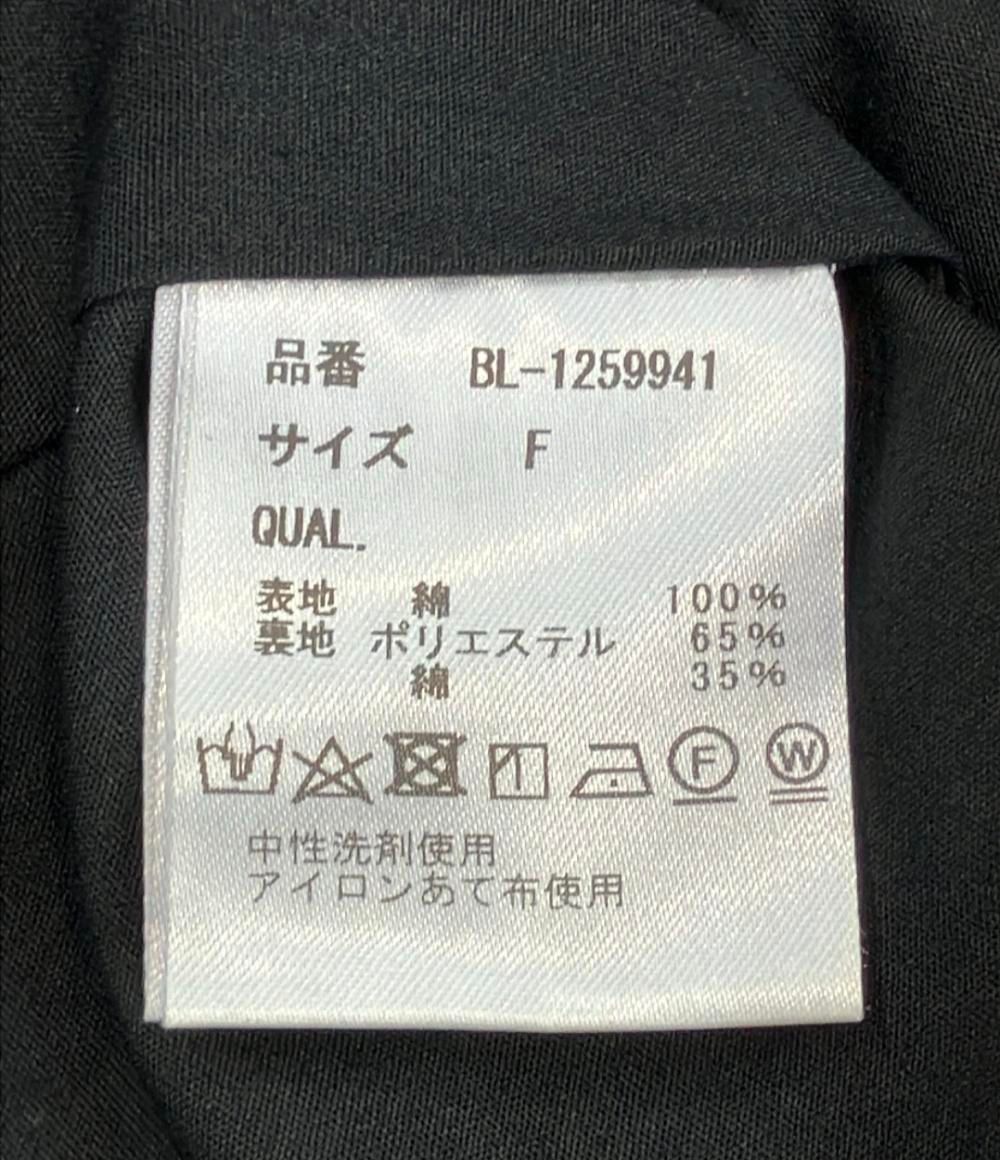 品番 BL-1259941
サイズ F
QUAL.
表地 綿 100%
裏地 ポリエステル 65%
綿 35%
F W
中性洗剤使用
アイロンあて布使用